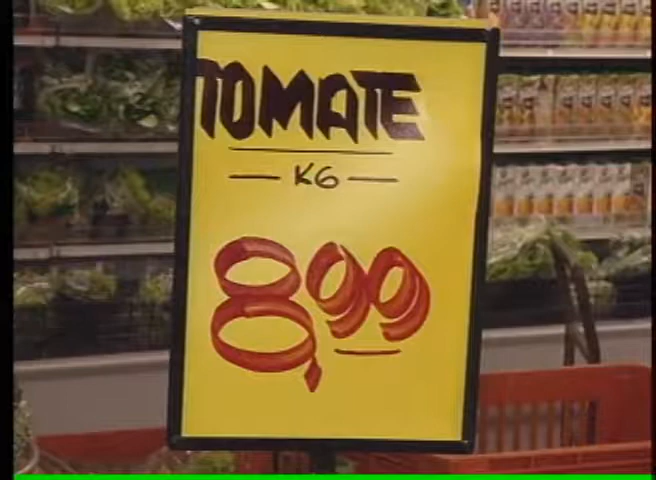 TOMATE
— KG —
8,99